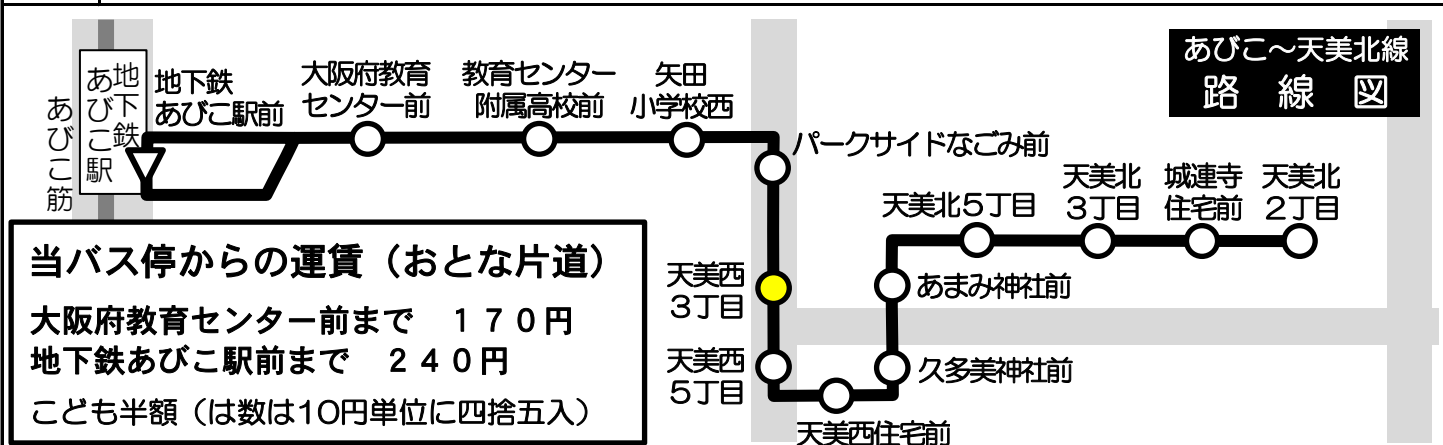 あびこ～天美北線
路線図
あびこ筋
地下鉄
あびこ駅
地下鉄
あびこ駅前
大阪府教育
センター前
教育センター
附属高校前
矢田
小学校西
パークサイドなごみ前
天美西
3丁目
天美西
5丁目
天美西住宅前
久多美神社前
あまみ神社前
天美北5丁目
天美北
3丁目
城連寺
住宅前
天美北
2丁目
当バス停からの運賃（おとな片道）
大阪府教育センター前まで　１７０円
地下鉄あびこ駅前まで　２４０円
こども半額（は数は10円単位に四捨五入）